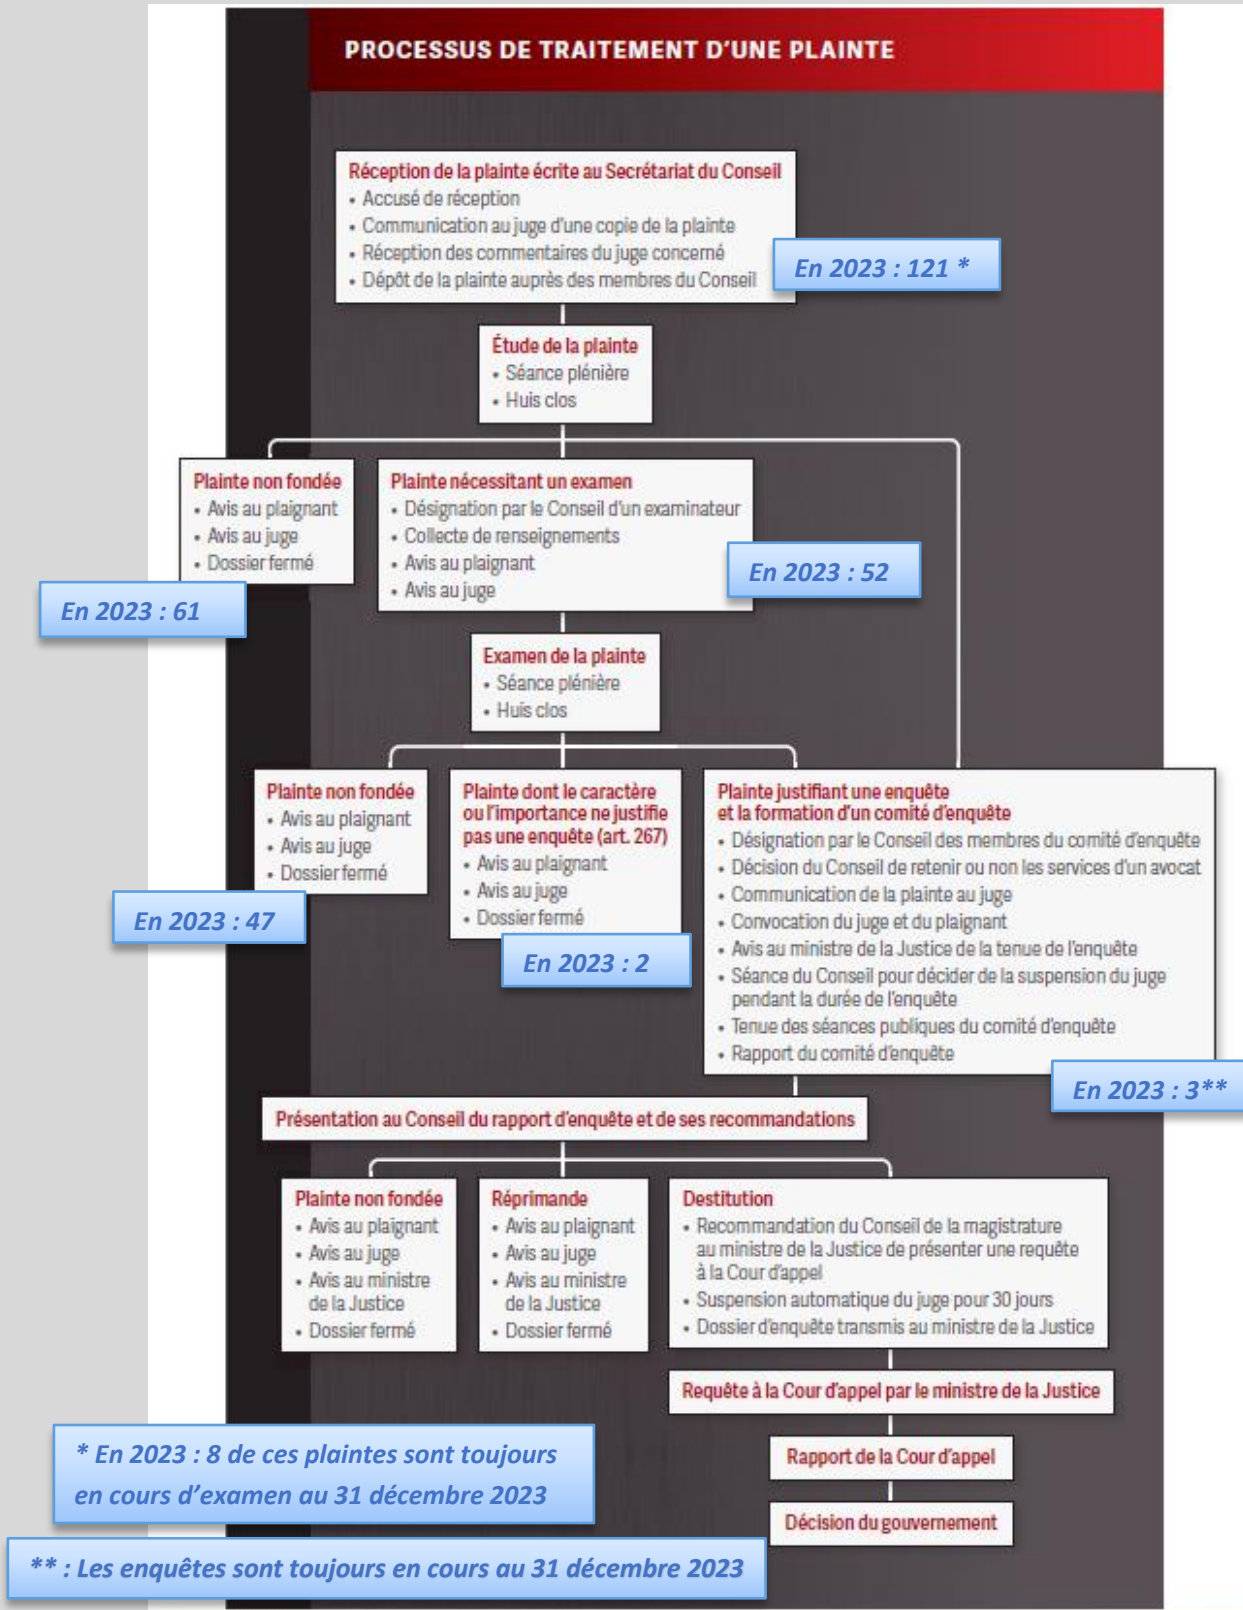 PROCESSUS DE TRAITEMENT D'UNE PLAINTE
Réception de la plainte écrite au Secrétariat du Conseil
• Accusé de réception
• Communication au juge d'une copie de la plainte
• Réception des commentaires du juge concerné
• Dépôt de la plainte auprès des membres du Conseil
En 2023 : 121 *
Étude de la plainte
• Séance plénière
• Huis clos
Plainte non fondée
• Avis au plaignant
• Avis au juge
• Dossier fermé
En 2023 : 61
Plainte nécessitant un examen
• Désignation par le Conseil d'un examinateur
• Collecte de renseignements
• Avis au plaignant
• Avis au juge
En 2023 : 52
Examen de la plainte
• Séance plénière
• Huis clos
Plainte non fondée
• Avis au plaignant
• Avis au juge
• Dossier fermé
En 2023 : 47
Plainte dont le caractère
ou l'importance ne justifie
pas une enquête (art. 267)
• Avis au plaignant
• Avis au juge
• Dossier fermé
En 2023 : 2
Plainte justifiant une enquête
et la formation d'un comité d'enquête
• Désignation par le Conseil des membres du comité d'enquête
• Décision du Conseil de retenir ou non les services d'un avocat
• Communication de la plainte au juge
• Convocation du juge et du plaignant
• Avis au ministre de la Justice de la tenue de l'enquête
• Séance du Conseil pour décider de la suspension du juge
pendant la durée de l'enquête
• Tenue des séances publiques du comité d'enquête
• Rapport du comité d'enquête
En 2023 : 3**
Présentation au Conseil du rapport d'enquête et de ses recommandations
Plainte non fondée
• Avis au plaignant
• Avis au juge
• Avis au ministre
de la Justice
• Dossier fermé
Réprimande
• Avis au plaignant
• Avis au juge
• Avis au ministre
de la Justice
• Dossier fermé
Destitution
• Recommandation du Conseil de la magistrature
au ministre de la Justice de présenter une requête
à la Cour d'appel
• Suspension automatique du juge pour 30 jours
• Dossier d'enquête transmis au ministre de la Justice
Requête à la Cour d'appel par le ministre de la Justice
Rapport de la Cour d'appel
Décision du gouvernement
* En 2023 : 8 de ces plaintes sont toujours
en cours d'examen au 31 décembre 2023
** : Les enquêtes sont toujours en cours au 31 décembre 2023